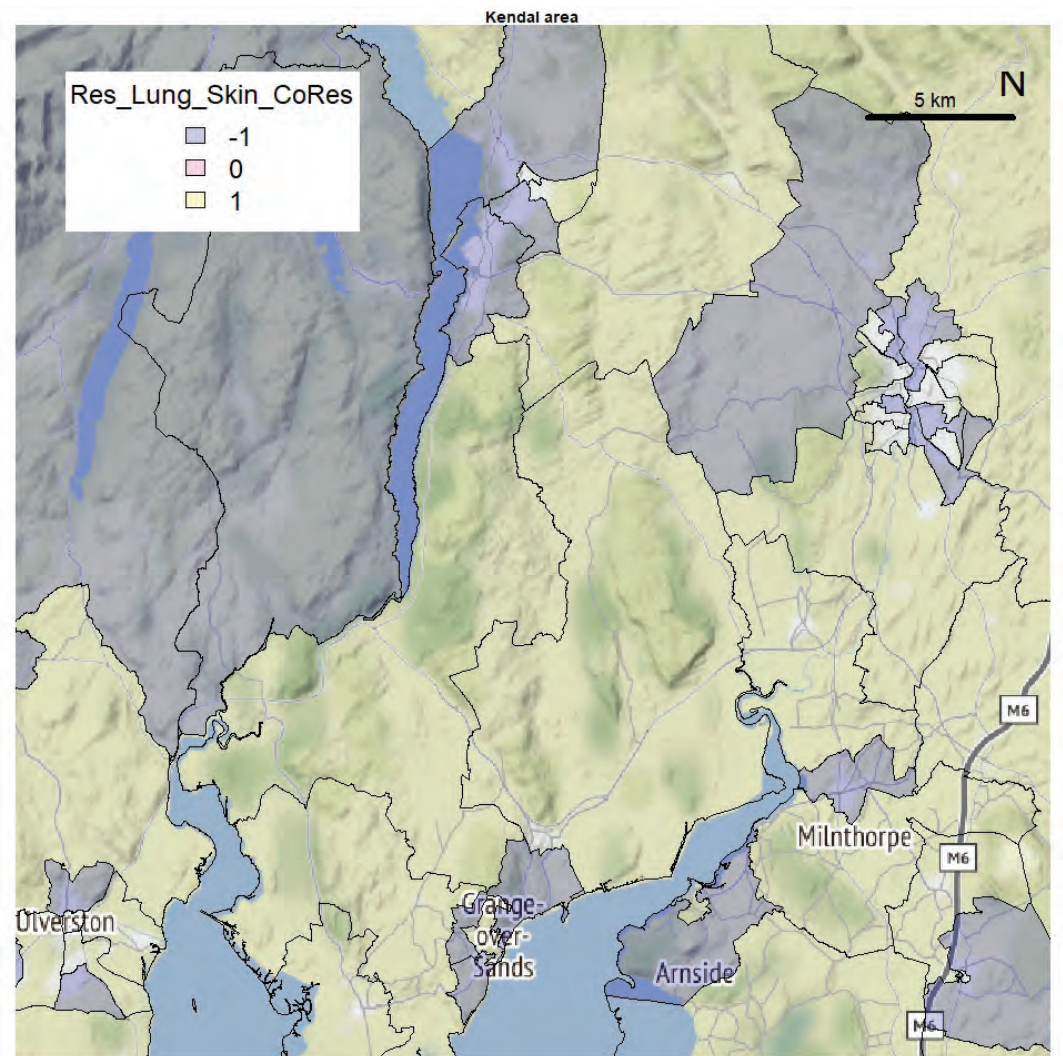 Kendal area
Res_Lung_Skin_CoRes
-1
0
1
N
5 km
M6
Milnthorpe
M6
Ulverston
Grange-
over-
Sands
Arnside
M6